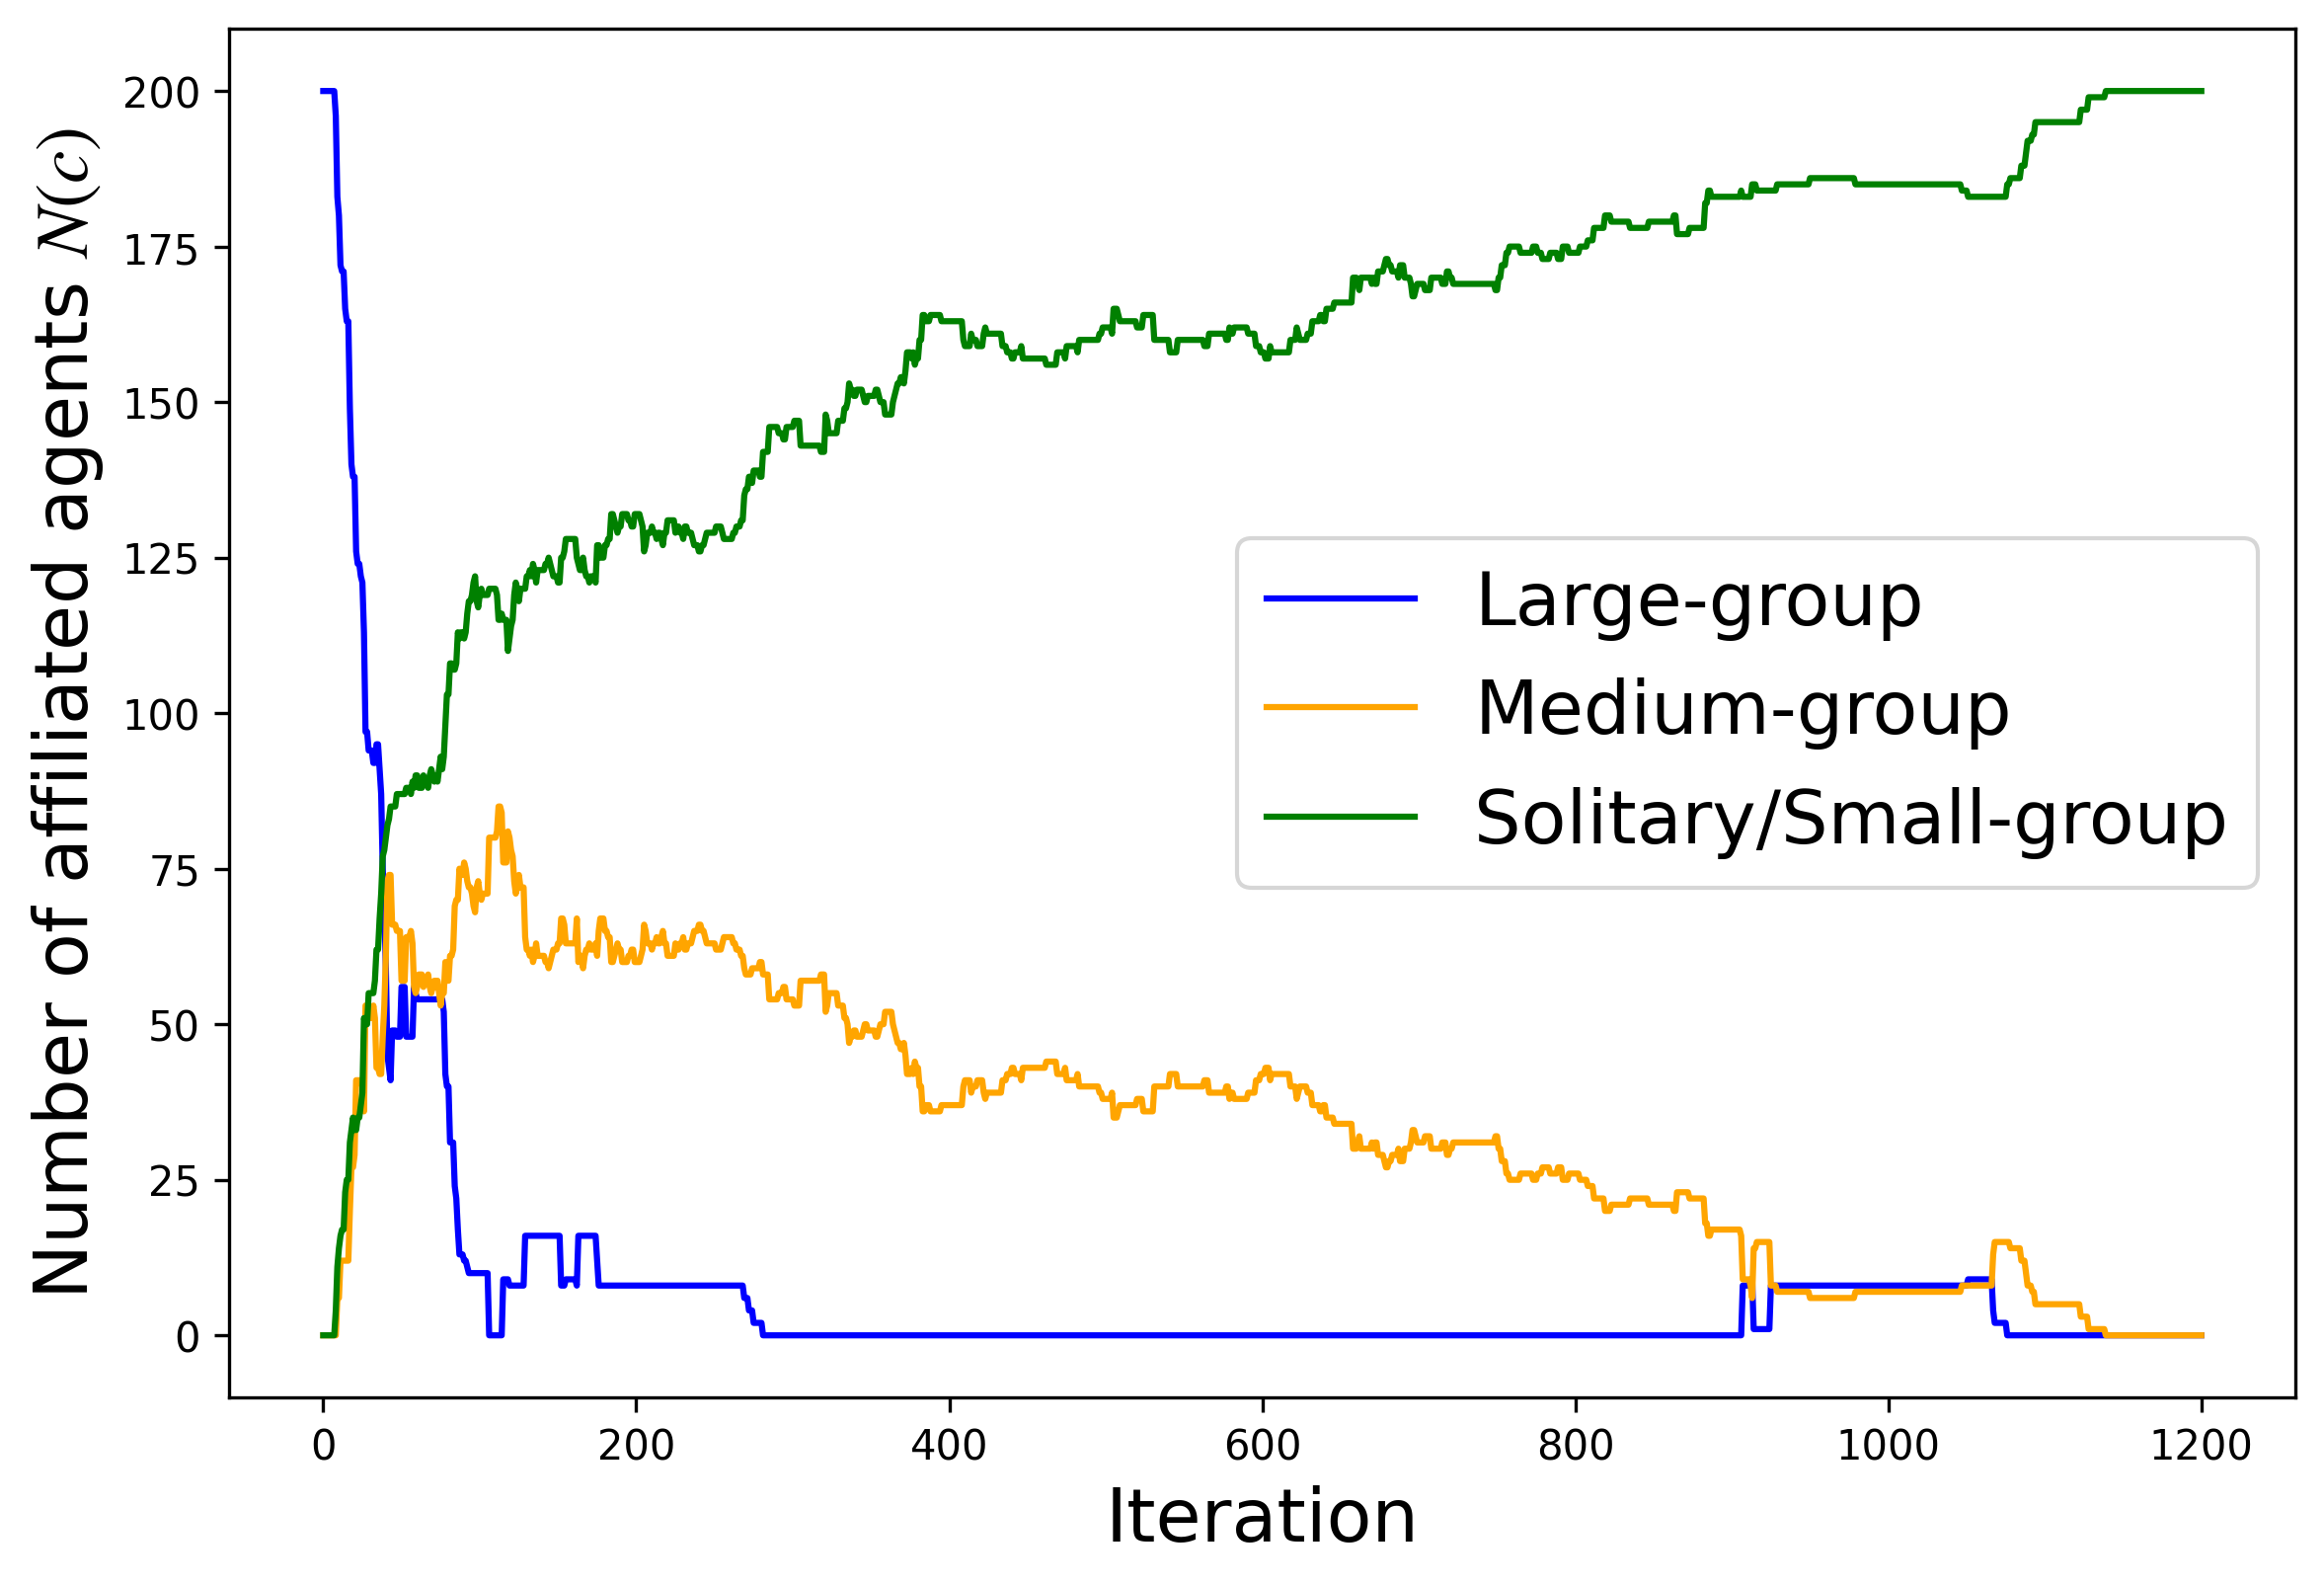 Number of affiliated agents N(c)
200
175
150
125
100
75
50
25
0
Large-group
Medium-group
Solitary/Small-group
0 200 400 600 800 1000 1200
Iteration